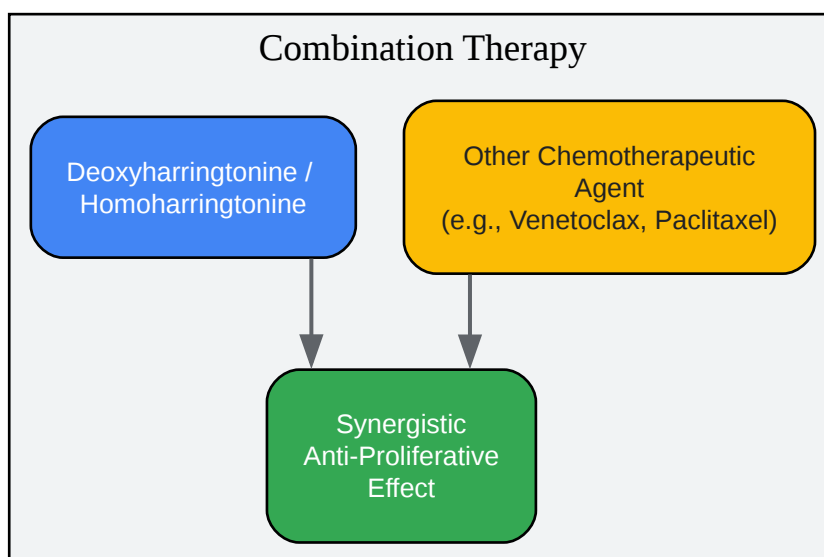 Combination Therapy
Deoxyharringtonine /
Homoharringtonine
Other Chemotherapeutic
Agent
(e.g., Venetoclax, Paclitaxel)
Synergistic
Anti-Proliferative
Effect